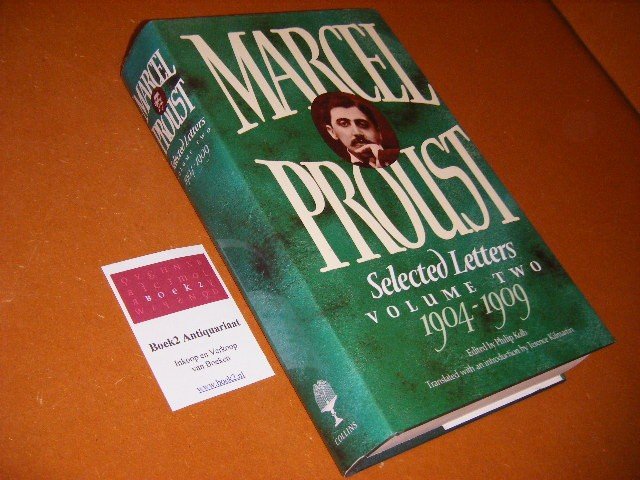 MARCEL
PROUST
Selected Letters
VOLUME TWO
1904-1909
Edited by Philip Kolb
Translated with an introduction by Terence Kilmartin
COLLINS
MARCEL
PROUST
Selected Letters
VOLUME TWO
1904-1909
BOEK2
Boek2 Antiquariaat
Inkoop en Verkoop
van Boeken
www.boek2.nl